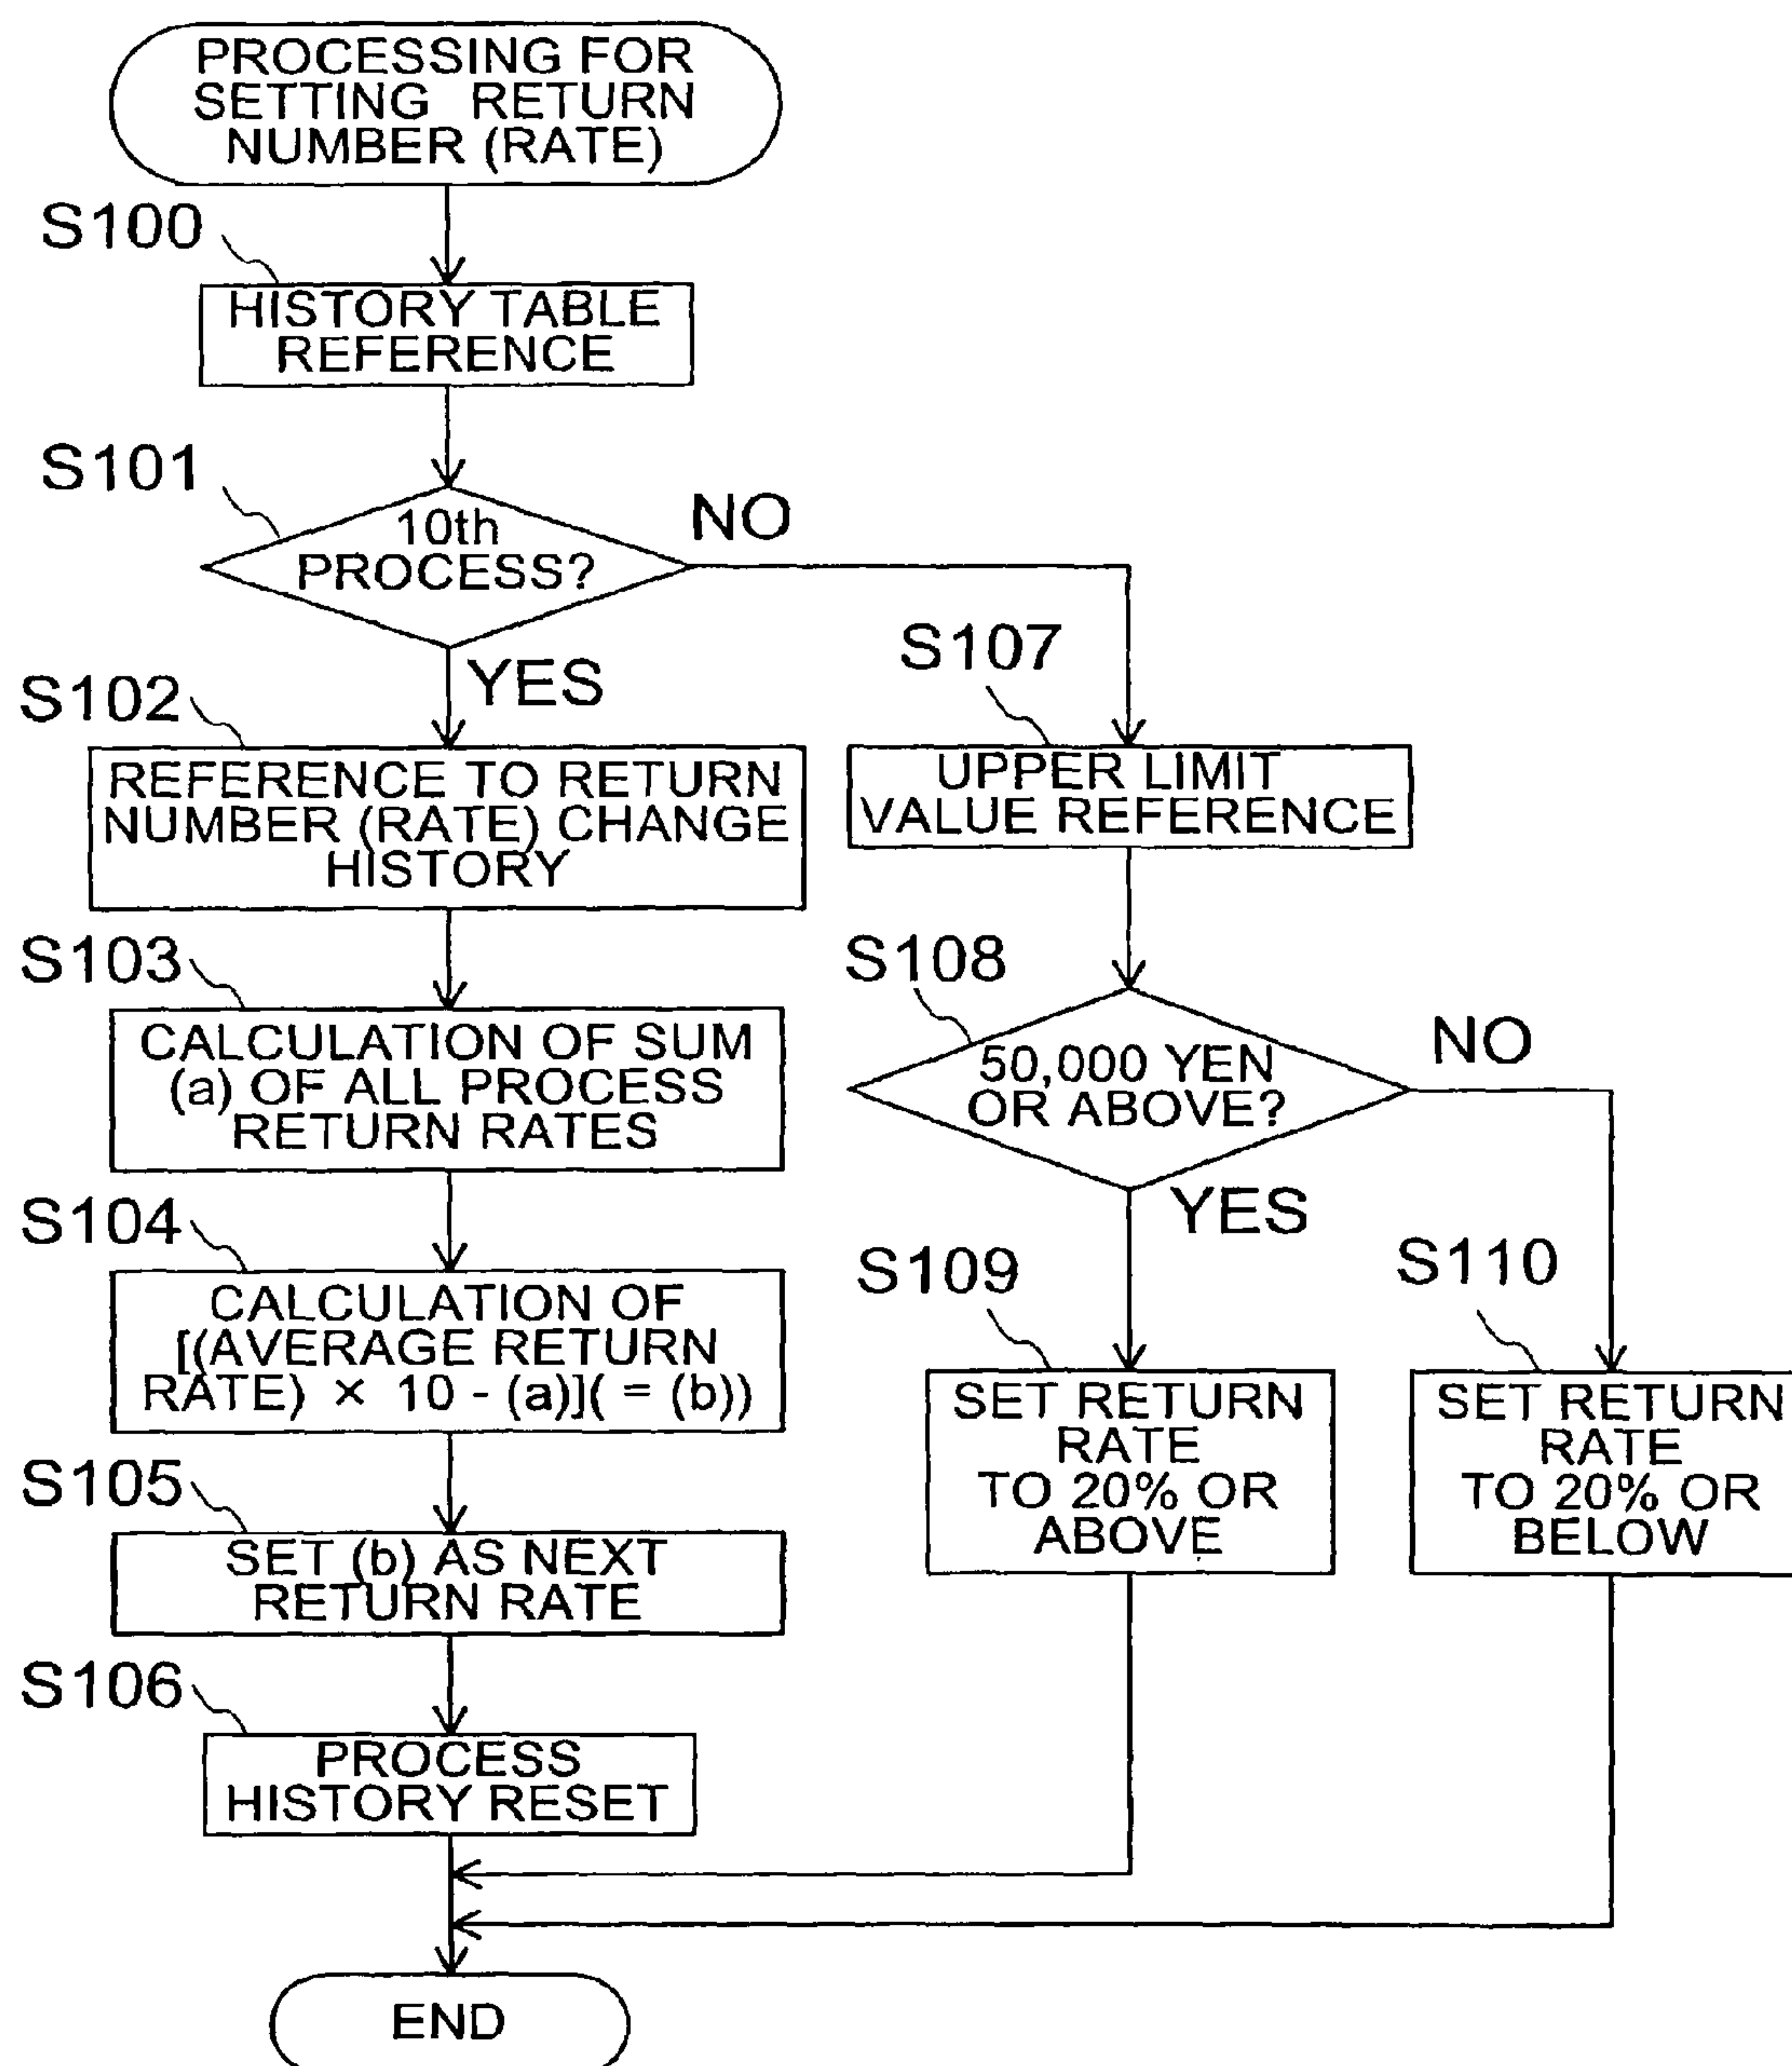 PROCESSING FOR
SETTING RETURN
NUMBER (RATE)
S100
HISTORY TABLE
REFERENCE
S101
10th
PROCESS?
NO
YES
S102
REFERENCE TO RETURN
NUMBER (RATE) CHANGE
HISTORY
S103
CALCULATION OF SUM
(a) OF ALL PROCESS
RETURN RATES
S104
CALCULATION OF
[(AVERAGE RETURN
RATE) × 10 - (a)]( = (b))
S105
SET (b) AS NEXT
RETURN RATE
S106
PROCESS
HISTORY RESET
S107
UPPER LIMIT
VALUE REFERENCE
S108
50,000 YEN
OR ABOVE?
NO
YES
S109
SET RETURN
RATE
TO 20% OR
ABOVE
S110
SET RETURN
RATE
TO 20% OR
BELOW
END